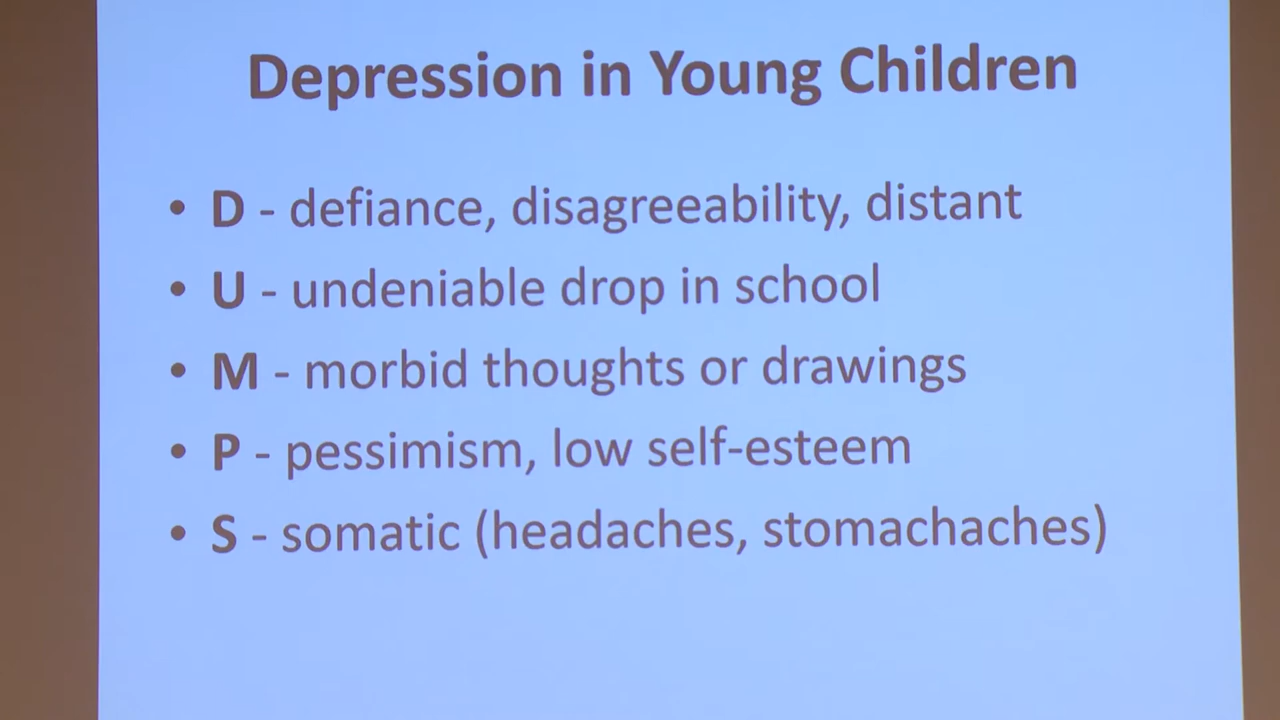 Depression in Young Children
• D - defiance, disagreeability, distant
• U - undeniable drop in school
• M - morbid thoughts or drawings
• P - pessimism, low self-esteem
• S - somatic (headaches, stomachaches)